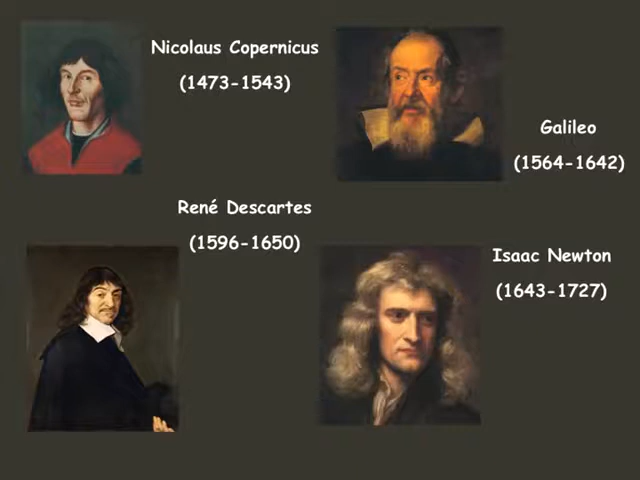 Nicolaus Copernicus
(1473-1543)
Galileo
(1564-1642)
René Descartes
(1596-1650)
Isaac Newton
(1643-1727)